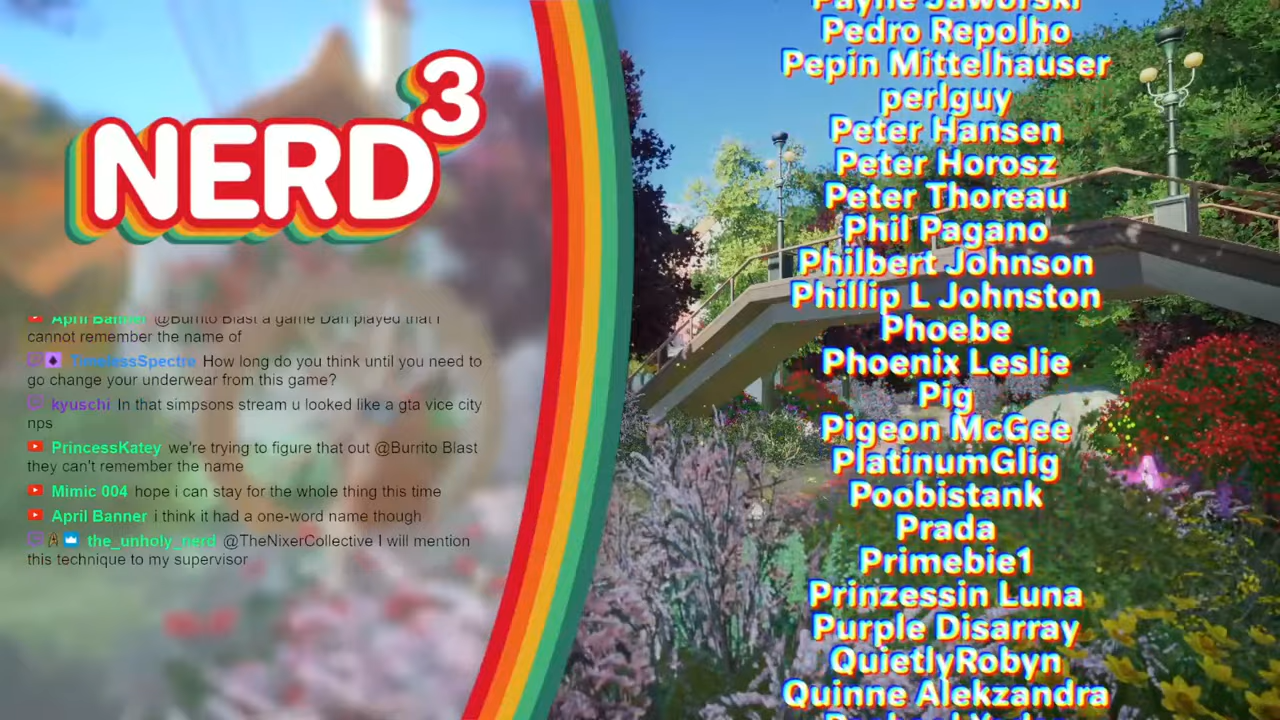 NERD³
April Banner @Burrito Blast a game Dan played that i
cannot remember the name of
TimelessSpectre How long do you think until you need to
go change your underwear from this game?
kyuschi In that simpsons stream u looked like a gta vice city
nps
PrincessKatey we're trying to figure that out @Burrito Blast
they can't remember the name
Mimic 004 hope i can stay for the whole thing this time
April Banner i think it had a one-word name though
the_unholy_nerd @TheNixerCollective I will mention
this technique to my supervisor
Payne Jaworski
Pedro Repolho
Pepin Mittelhauser
perlguy
Peter Hansen
Peter Horosz
Peter Thoreau
Phil Pagano
Philbert Johnson
Phillip L Johnston
Phoebe
Phoenix Leslie
Pig
Pigeon McGee
PlatinumGlig
Poobistank
Prada
Primebie1
Prinzessin Luna
Purple Disarray
QuietlyRobyn
Quinne Alekzandra